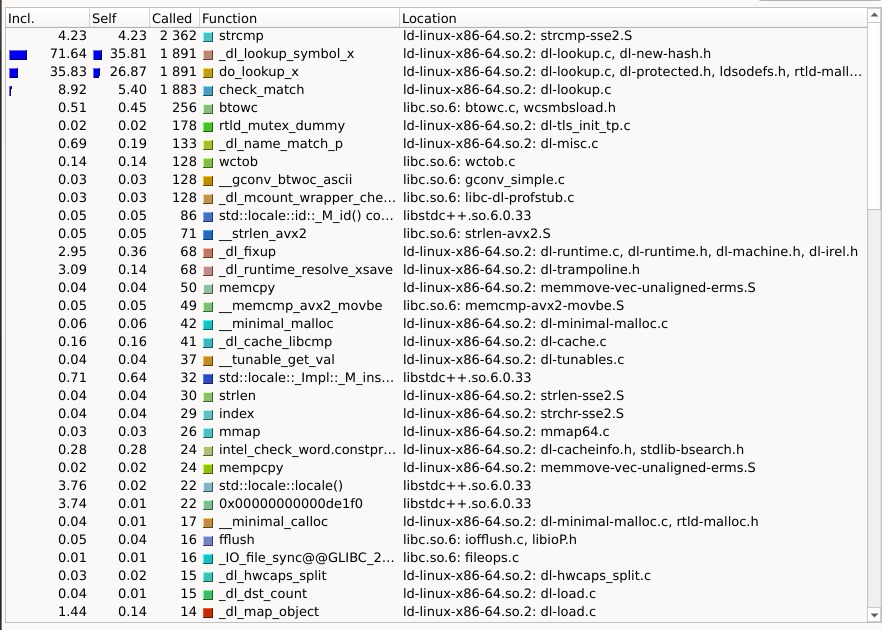 Incl. Self Called Function Location
4.23 4.23 2 362 strcmp ld-linux-x86-64.so.2: strcmp-sse2.S
71.64 35.81 1 891 _dl_lookup_symbol_x ld-linux-x86-64.so.2: dl-lookup.c, dl-new-hash.h
35.83 26.87 1 891 do_lookup_x ld-linux-x86-64.so.2: dl-lookup.c, dl-protected.h, ldsodefs.h, rtld-mall...
8.92 5.40 1 883 check_match ld-linux-x86-64.so.2: dl-lookup.c
0.51 0.45 256 btowc libc.so.6: btowc.c, wcsmbsload.h
0.02 0.02 178 rtld_mutex_dummy ld-linux-x86-64.so.2: dl-tls_init_tp.c
0.69 0.19 133 _dl_name_match_p ld-linux-x86-64.so.2: dl-misc.c
0.14 0.14 128 wctob libc.so.6: wctob.c
0.03 0.03 128 __gconv_btwoc_ascii libc.so.6: gconv_simple.c
0.03 0.03 128 _dl_mcount_wrapper_che... libc.so.6: libc-dl-profstub.c
0.05 0.05 86 std::locale::id::_M_id() co... libstdc++.so.6.0.33
0.05 0.05 71 __strlen_avx2 libc.so.6: strlen-avx2.S
2.95 0.36 68 _dl_fixup ld-linux-x86-64.so.2: dl-runtime.c, dl-runtime.h, dl-machine.h, dl-irel.h
3.09 0.14 68 _dl_runtime_resolve_xsave ld-linux-x86-64.so.2: dl-trampoline.h
0.04 0.04 50 memcpy ld-linux-x86-64.so.2: memmove-vec-unaligned-erms.S
0.05 0.05 49 __memcmp_avx2_movbe libc.so.6: memcmp-avx2-movbe.S
0.06 0.06 42 __minimal_malloc ld-linux-x86-64.so.2: dl-minimal-malloc.c
0.16 0.16 41 _dl_cache_libcmp ld-linux-x86-64.so.2: dl-cache.c
0.04 0.04 37 __tunable_get_val ld-linux-x86-64.so.2: dl-tunables.c
0.71 0.64 32 std::locale::_Impl::_M_ins... libstdc++.so.6.0.33
0.04 0.04 30 strlen ld-linux-x86-64.so.2: strlen-sse2.S
0.04 0.04 29 index ld-linux-x86-64.so.2: strchr-sse2.S
0.03 0.03 26 mmap ld-linux-x86-64.so.2: mmap64.c
0.28 0.28 24 intel_check_word.constpr... ld-linux-x86-64.so.2: dl-cacheinfo.h, stdlib-bsearch.h
0.02 0.02 24 mempcpy ld-linux-x86-64.so.2: memmove-vec-unaligned-erms.S
3.76 0.02 22 std::locale::locale() libstdc++.so.6.0.33
3.74 0.01 22 0x00000000000de1f0 libstdc++.so.6.0.33
0.04 0.01 17 __minimal_calloc ld-linux-x86-64.so.2: dl-minimal-malloc.c, rtld-malloc.h
0.05 0.04 16 fflush libc.so.6: iofflush.c, libioP.h
0.01 0.01 16 _IO_file_sync@@GLIBC_2... libc.so.6: fileops.c
0.03 0.02 15 _dl_hwcaps_split ld-linux-x86-64.so.2: dl-hwcaps_split.c
0.04 0.01 15 _dl_dst_count ld-linux-x86-64.so.2: dl-load.c
1.44 0.14 14 _dl_map_object ld-linux-x86-64.so.2: dl-load.c